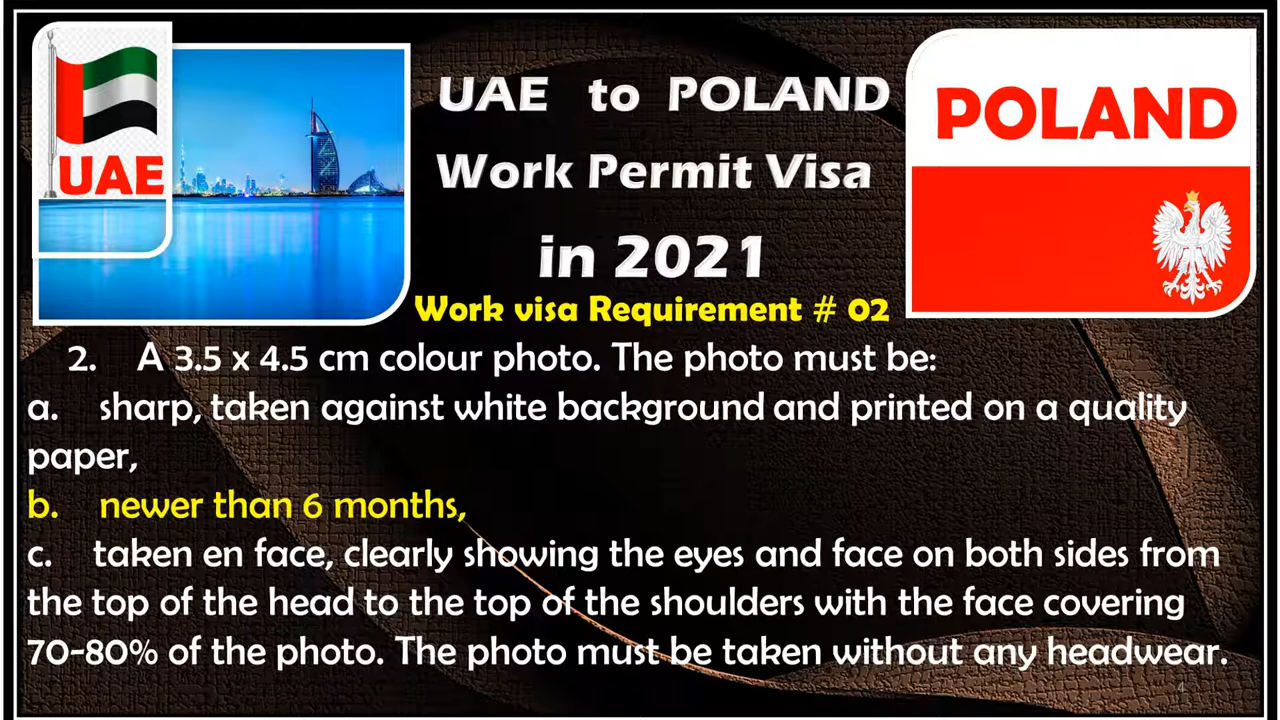 UAE
UAE to POLAND
Work Permit Visa
in 2021
POLAND
Work visa Requirement # 02
2. A 3.5 x 4.5 cm colour photo. The photo must be:
a. sharp, taken against white background and printed on a quality
paper,
b. newer than 6 months,
c. taken en face, clearly showing the eyes and face on both sides from
the top of the head to the top of the shoulders with the face covering
70-80% of the photo. The photo must be taken without any headwear.
4